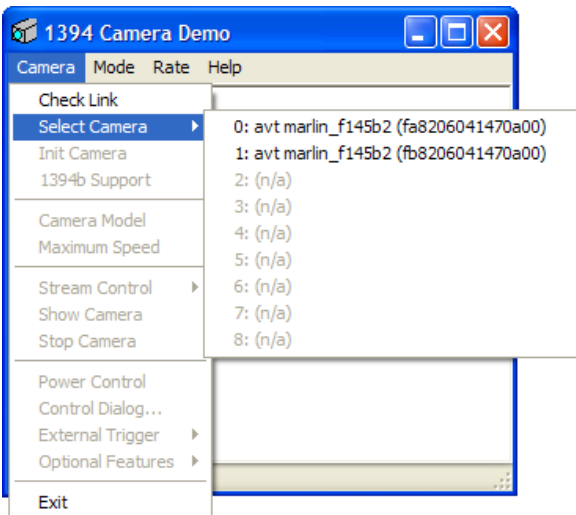 1394 Camera Demo
Camera Mode Rate Help
Check Link
Select Camera
0: avt marlin_f145b2 (fa8206041470a00)
1: avt marlin_f145b2 (fb8206041470a00)
2: (n/a)
3: (n/a)
4: (n/a)
5: (n/a)
6: (n/a)
7: (n/a)
8: (n/a)
Init Camera
1394b Support
Camera Model
Maximum Speed
Stream Control
Show Camera
Stop Camera
Power Control
Control Dialog...
External Trigger
Optional Features
Exit